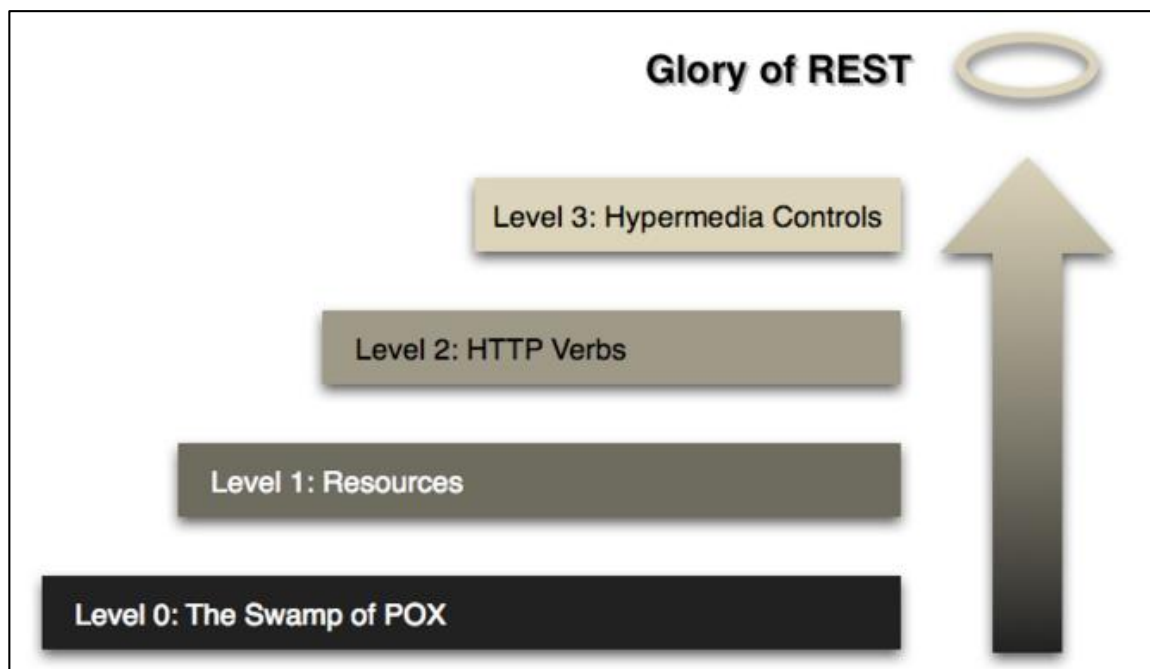 Glory of REST
Level 3: Hypermedia Controls
Level 2: HTTP Verbs
Level 1: Resources
Level 0: The Swamp of POX